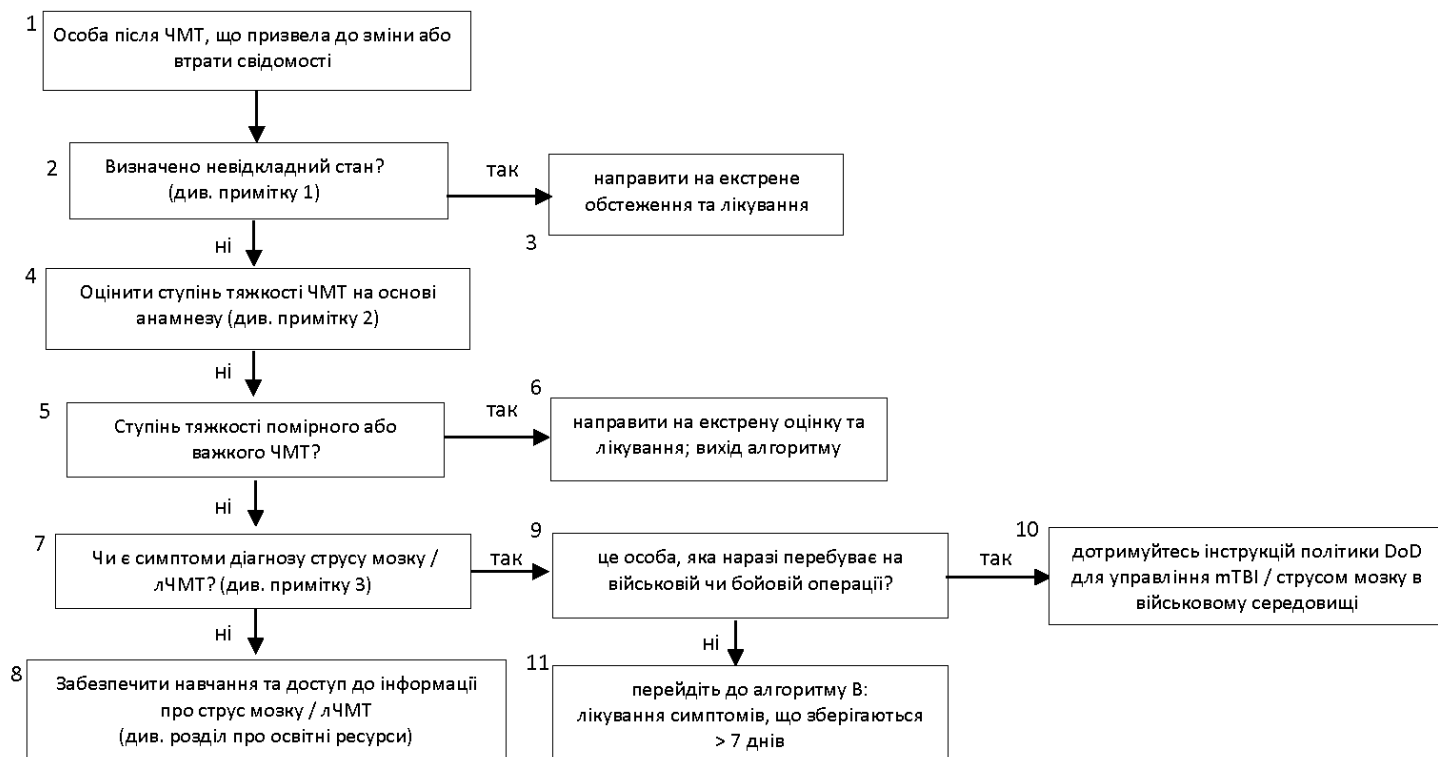 1
Особа після ЧМТ, що призвела до зміни або
втрати свідомості
2
Визначено невідкладний стан?
(див. примітку 1)
так
направити на екстрене
обстеження та лікування
3
ні
4
Оцінити ступінь тяжкості ЧМТ на основі
анамнезу (див. примітку 2)
ні
5
Ступінь тяжкості помірного або
важкого ЧМТ?
так
6
направити на екстрену оцінку та
лікування; вихід алгоритму
ні
7
Чи є симптоми діагнозу струсу мозку /
лЧМТ? (див. примітку 3)
так
9
це особа, яка наразі перебуває на
військовій чи бойовій операції?
так
10
дотримуйтесь інструкцій політики DoD
для управління mTBI / струсом мозку в
військовому середовищі
ні
8
Забезпечити навчання та доступ до інформації
про струс мозку / лЧМТ
(див. розділ про освітні ресурси)
ні
11
перейдіть до алгоритму В:
лікування симптомів, що зберігаються
> 7 днів